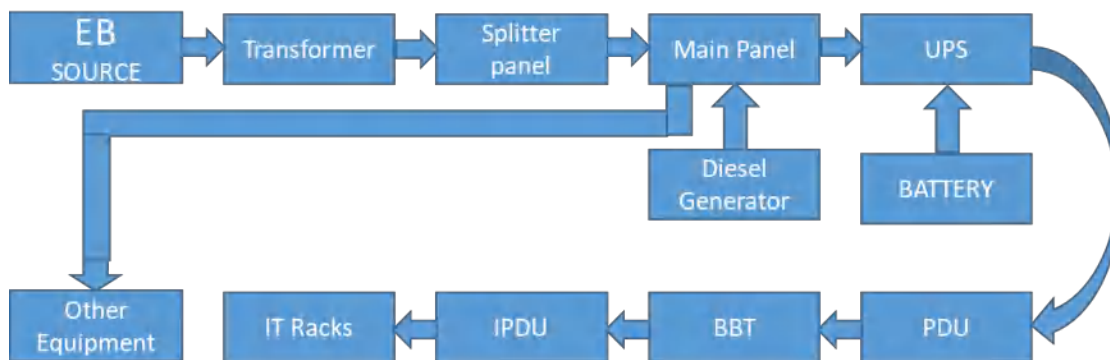 EB
SOURCE
Transformer
Splitter
panel
Main Panel
UPS
Diesel
Generator
BATTERY
Other
Equipment
IT Racks
IPDU
BBT
PDU